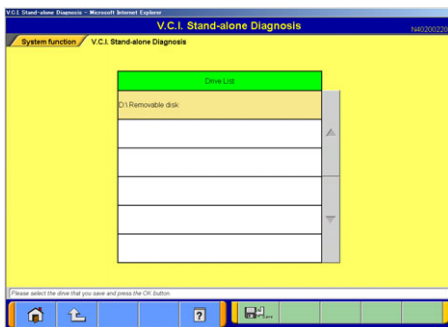 V.C.I. Stand-alone Diagnosis - Microsoft Internet Explorer
V.C.I. Stand-alone Diagnosis
System function
V.C.I. Stand-alone Diagnosis
Drive List
D:\ Removable disk
Please select the drive that you save and press the OK button.
?